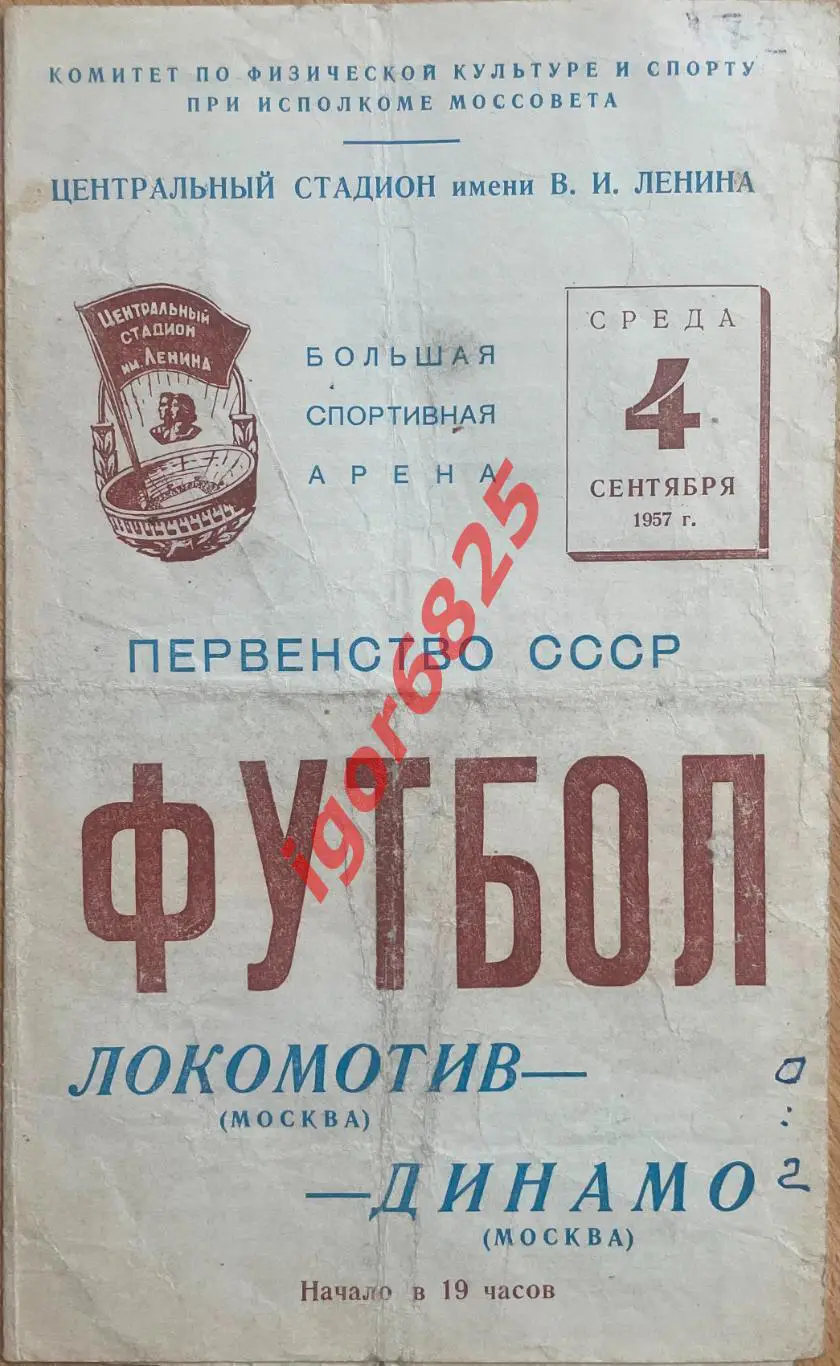 КОМИТЕТ ПО ФИЗИЧЕСКОЙ КУЛЬТУРЕ И СПОРТУ
ПРИ ИСПОЛКОМЕ МОССОВЕТА
ЦЕНТРАЛЬНЫЙ СТАДИОН имени В. И. ЛЕНИНА
ЦЕНТРАЛЬНЫЙ
СТАДИОН
им. ЛЕНИНА
БОЛЬШАЯ
СПОРТИВНАЯ
АРЕНА
СРЕДА
4
СЕНТЯБРЯ
1957 г.
igor6825
ПЕРВЕНСТВО СССР
ФУТБОЛ
ЛОКОМОТИВ—
(МОСКВА)
0
:
2
—ДИНАМО
(МОСКВА)
Начало в 19 часов